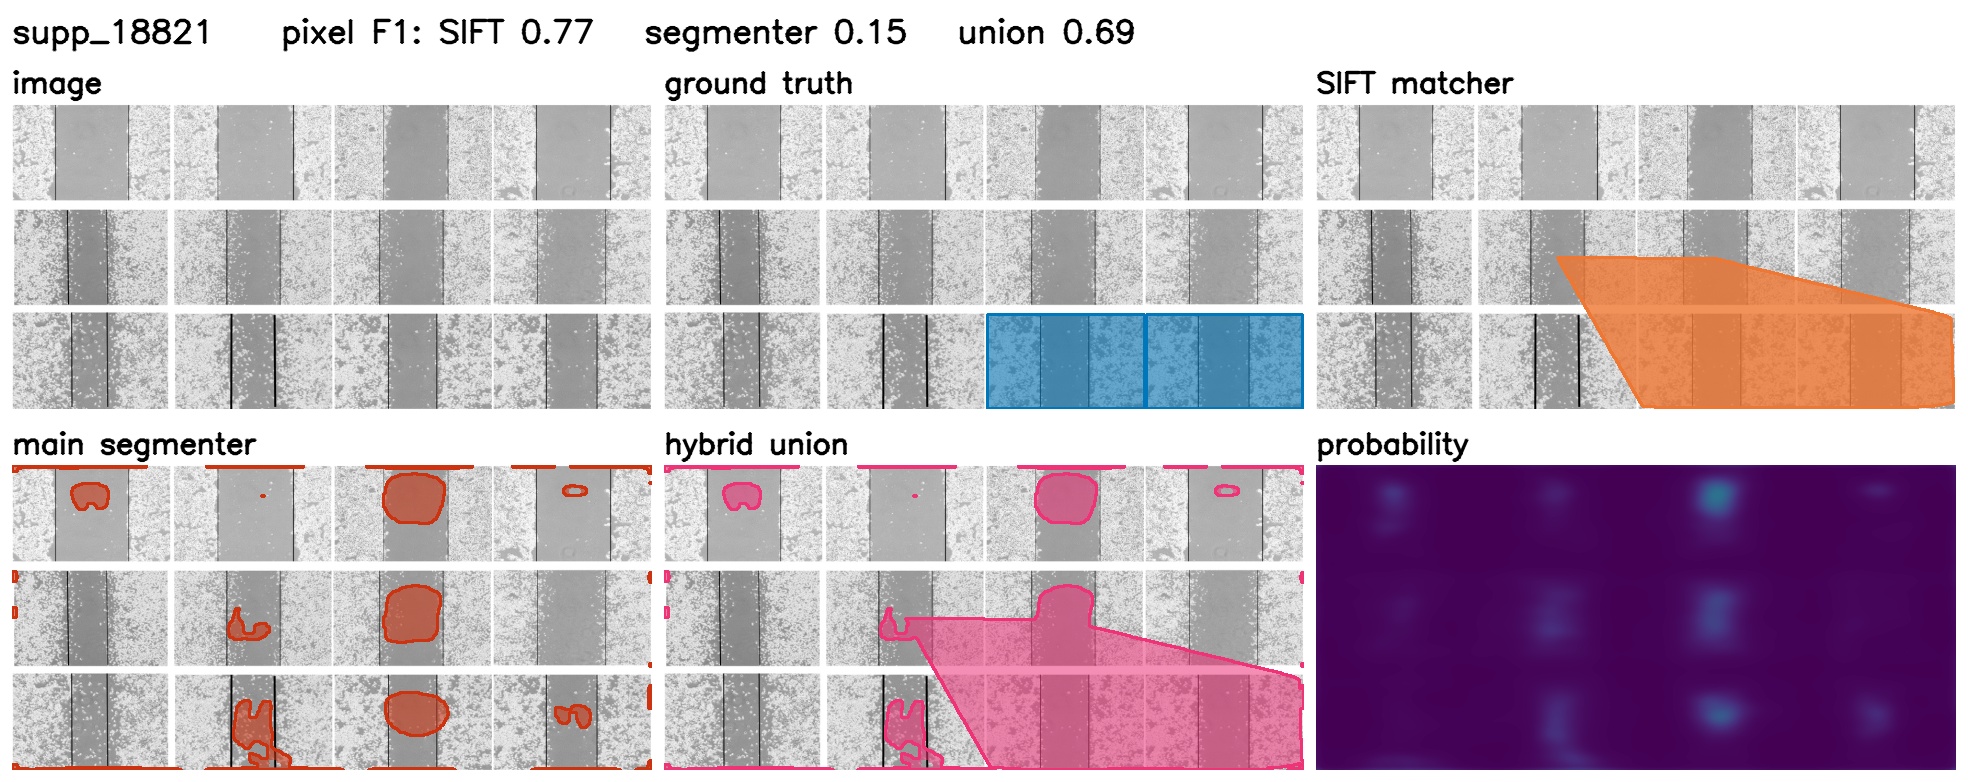 supp_18821 pixel F1: SIFT 0.77 segmenter 0.15 union 0.69
image ground truth SIFT matcher
main segmenter hybrid union probability